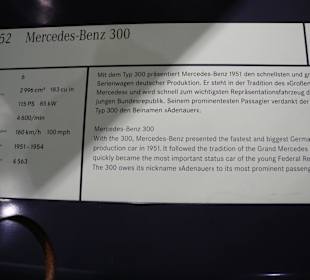 52 Mercedes-Benz 300
6
2 996 cm³ 183 cu in
115 PS 85 kW
4 600/min
160 km/h 100 mph
1951 - 1954
6 563
Mit dem Typ 300 präsentiert Mercedes-Benz 1951 den schnellsten und gr
Serienwagen deutscher Produktion. Er steht in der Tradition des »Großen
Mercedes« und wird schnell zum wichtigsten Repräsentationsfahrzeug d
jungen Bundesrepublik. Seinem prominentesten Passagier verdankt der
Typ 300 den Beinamen »Adenauer«.
Mercedes-Benz 300
With the 300, Mercedes-Benz presented the fastest and biggest Germa
production car in 1951. It followed the tradition of the Grand Mercedes
quickly became the most important status car of the young Federal Re
The 300 owes its nickname »Adenauer« to its most prominent passeng